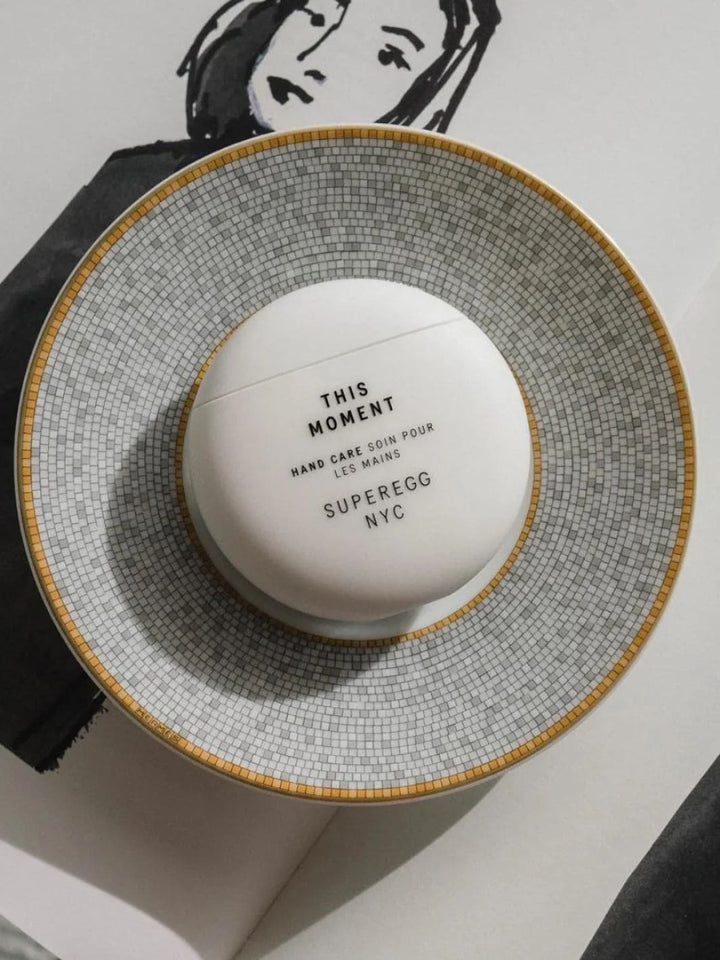 THIS
MOMENT
HAND CARE SOIN POUR
LES MAINS
SUPEREGG
NYC